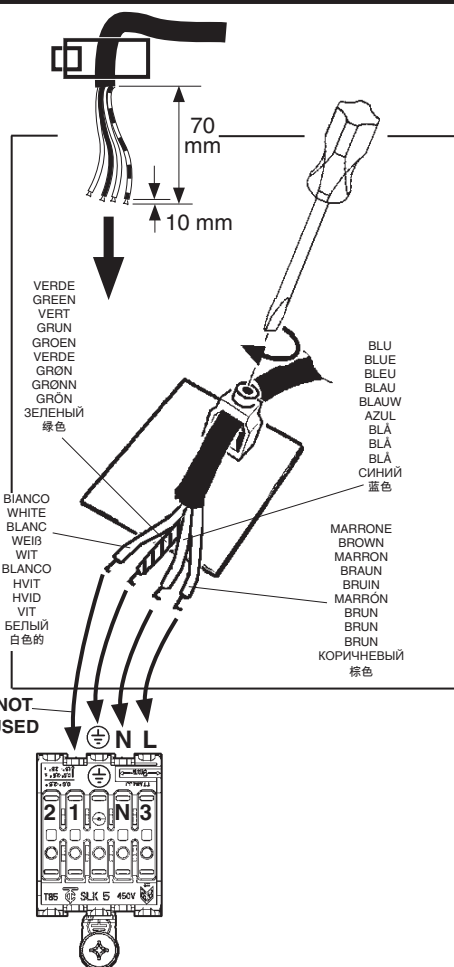 70
mm
10 mm
VERDE
GREEN
VERT
GRUN
GROEN
VERDE
GRØN
GRØNN
GRÖN
ЗЕЛЕНЫЙ
绿色
BLU
BLUE
BLEU
BLAU
BLAUW
AZUL
BLÅ
BLÅ
BLÅ
СИНИЙ
蓝色
BIANCO
WHITE
BLANC
WEIß
WIT
BLANCO
HVIT
HVID
VIT
БЕЛЫЙ
白色的
MARRONE
BROWN
MARRON
BRAUN
BRUIN
MARRÓN
BRUN
BRUN
BRUN
КОРИЧНЕВЫЙ
棕色
NOT
USED
N L
2 1 N 3
T85 SLK 5 450V